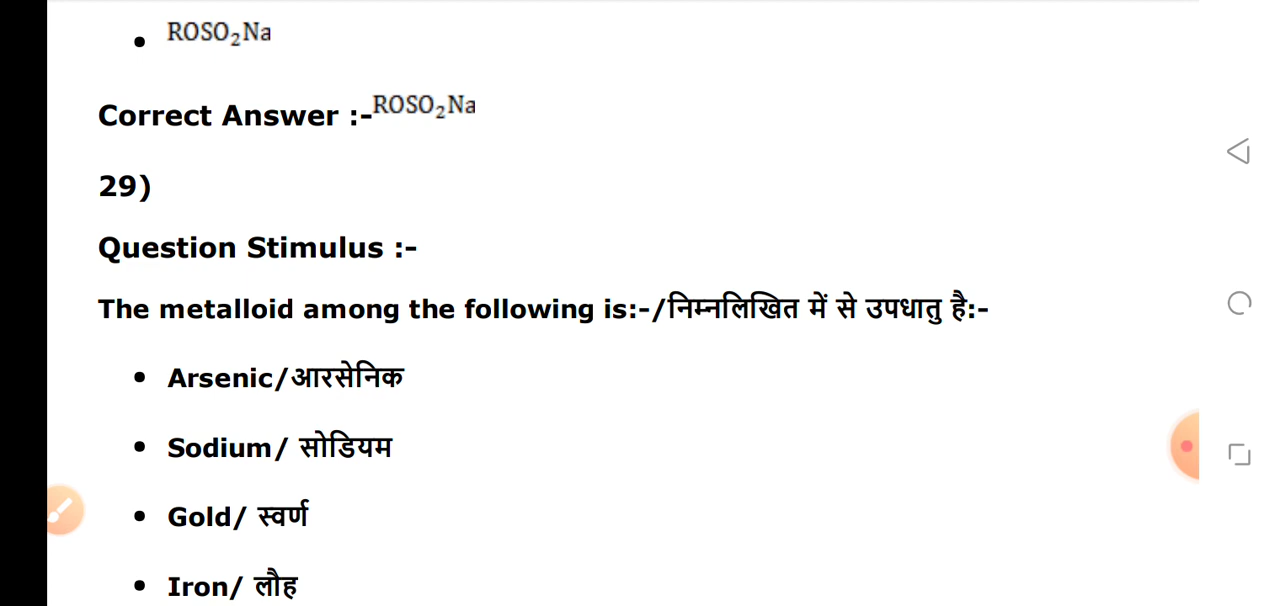 • ROSO₂Na
Correct Answer :-ROSO₂Na
29)
Question Stimulus :-
The metalloid among the following is:-/निम्नलिखित में से उपधातु है:-
• Arsenic/आरसेनिक
• Sodium/ सोडियम
• Gold/ स्वर्ण
• Iron/ लौह